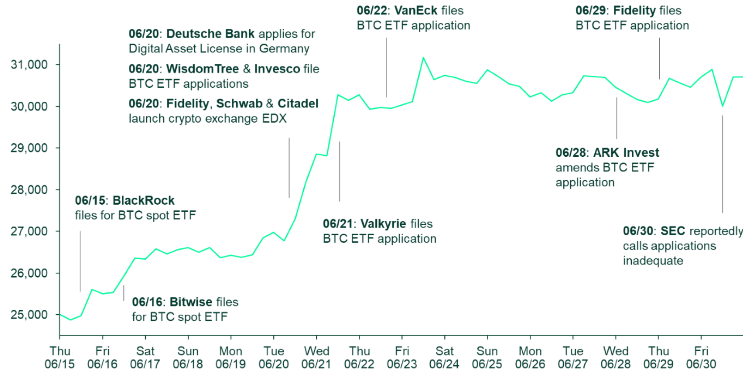 06/22: VanEck files
BTC ETF application
06/29: Fidelity files
BTC ETF application
06/20: Deutsche Bank applies for
Digital Asset License in Germany
06/20: WisdomTree & Invesco file
BTC ETF applications
06/20: Fidelity, Schwab & Citadel
launch crypto exchange EDX
06/28: ARK Invest
amends BTC ETF
application
06/15: BlackRock
files for BTC spot ETF
06/21: Valkyrie files
BTC ETF application
06/30: SEC reportedly
calls applications
inadequate
06/16: Bitwise files
for BTC spot ETF
31,000
30,000
29,000
28,000
27,000
26,000
25,000
Thu Fri Sat Sun Mon Tue Wed Thu Fri Sat Sun Mon Tue Wed Thu Fri
06/15 06/16 06/17 06/18 06/19 06/20 06/21 06/22 06/23 06/24 06/25 06/26 06/27 06/28 06/29 06/30